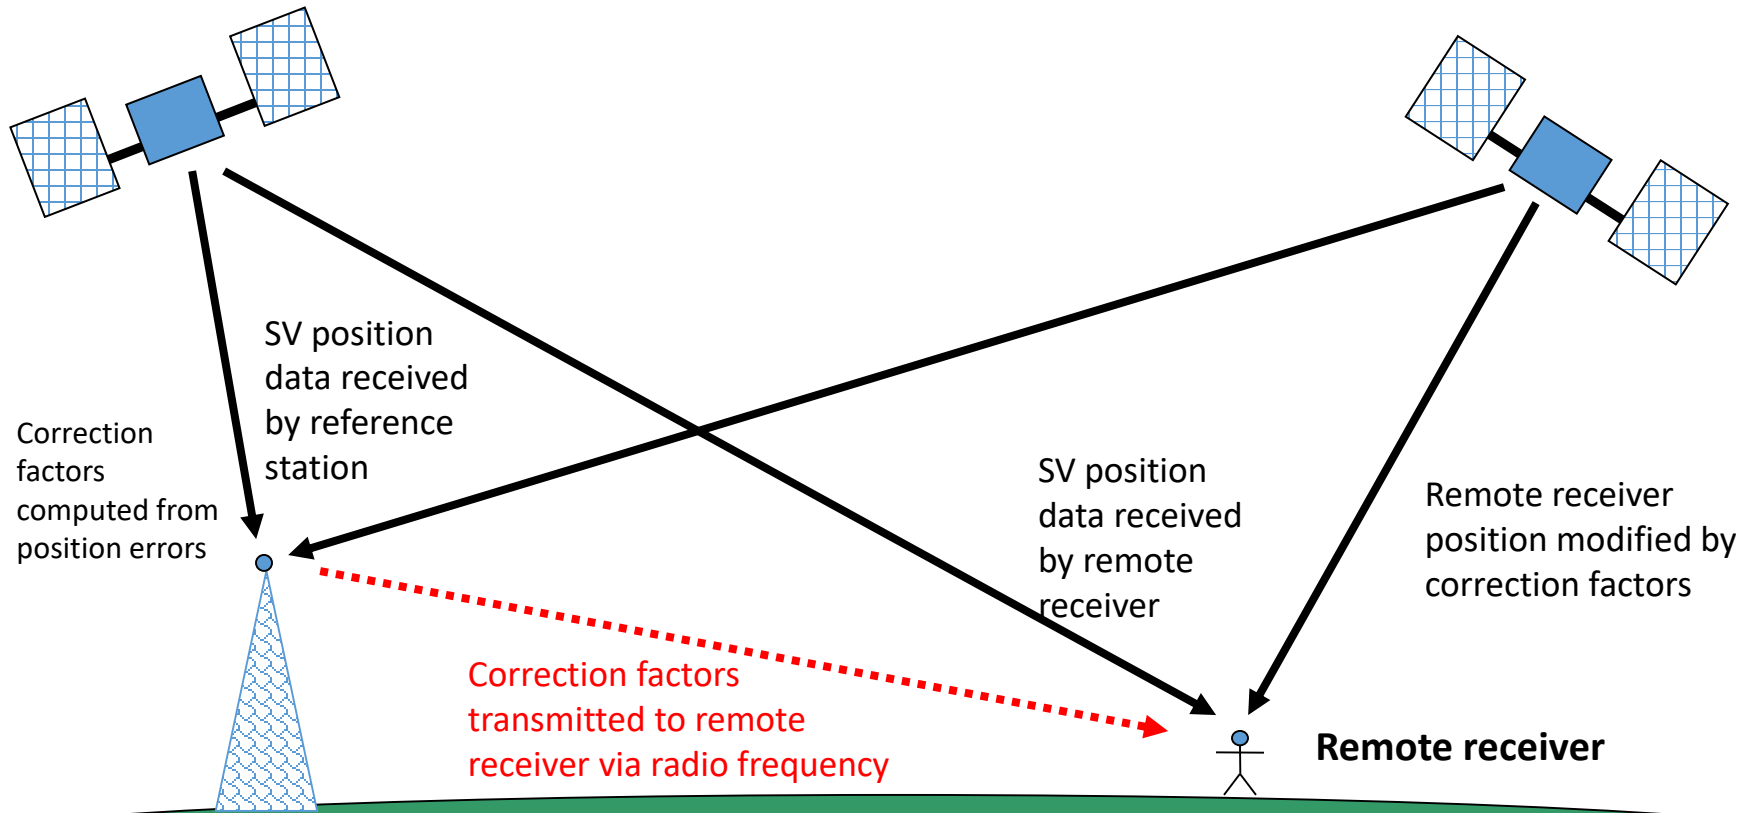 SV position
data received
by reference
station
Correction
factors
computed from
position errors
SV position
data received
by remote
receiver
Remote receiver
position modified by
correction factors
Correction factors
transmitted to remote
receiver via radio frequency
Remote receiver